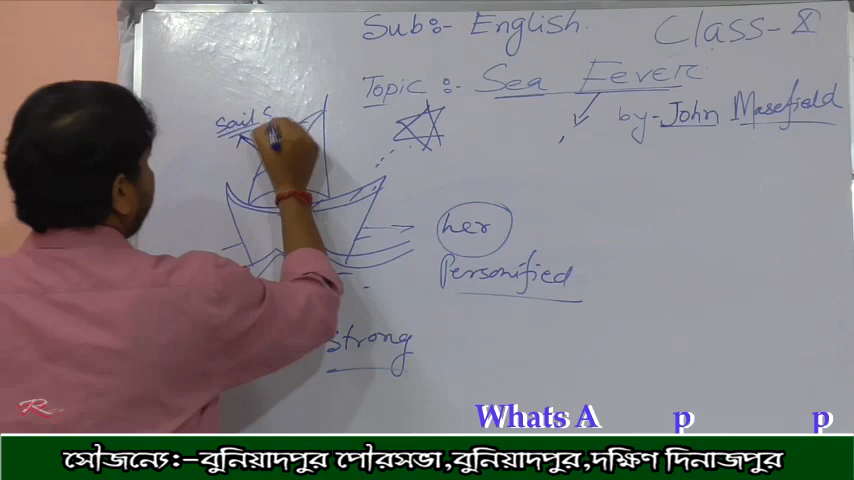 Sub:- English.
Class- X
Topic :- Sea Fever
by- John Masefield
Sail
her
Personified
strong
Whats A p p
R
সৌজন্যে:-বুনিয়াদপুর পৌরসভা,বুনিয়াদপুর,দক্ষিণ দিনাজপুর